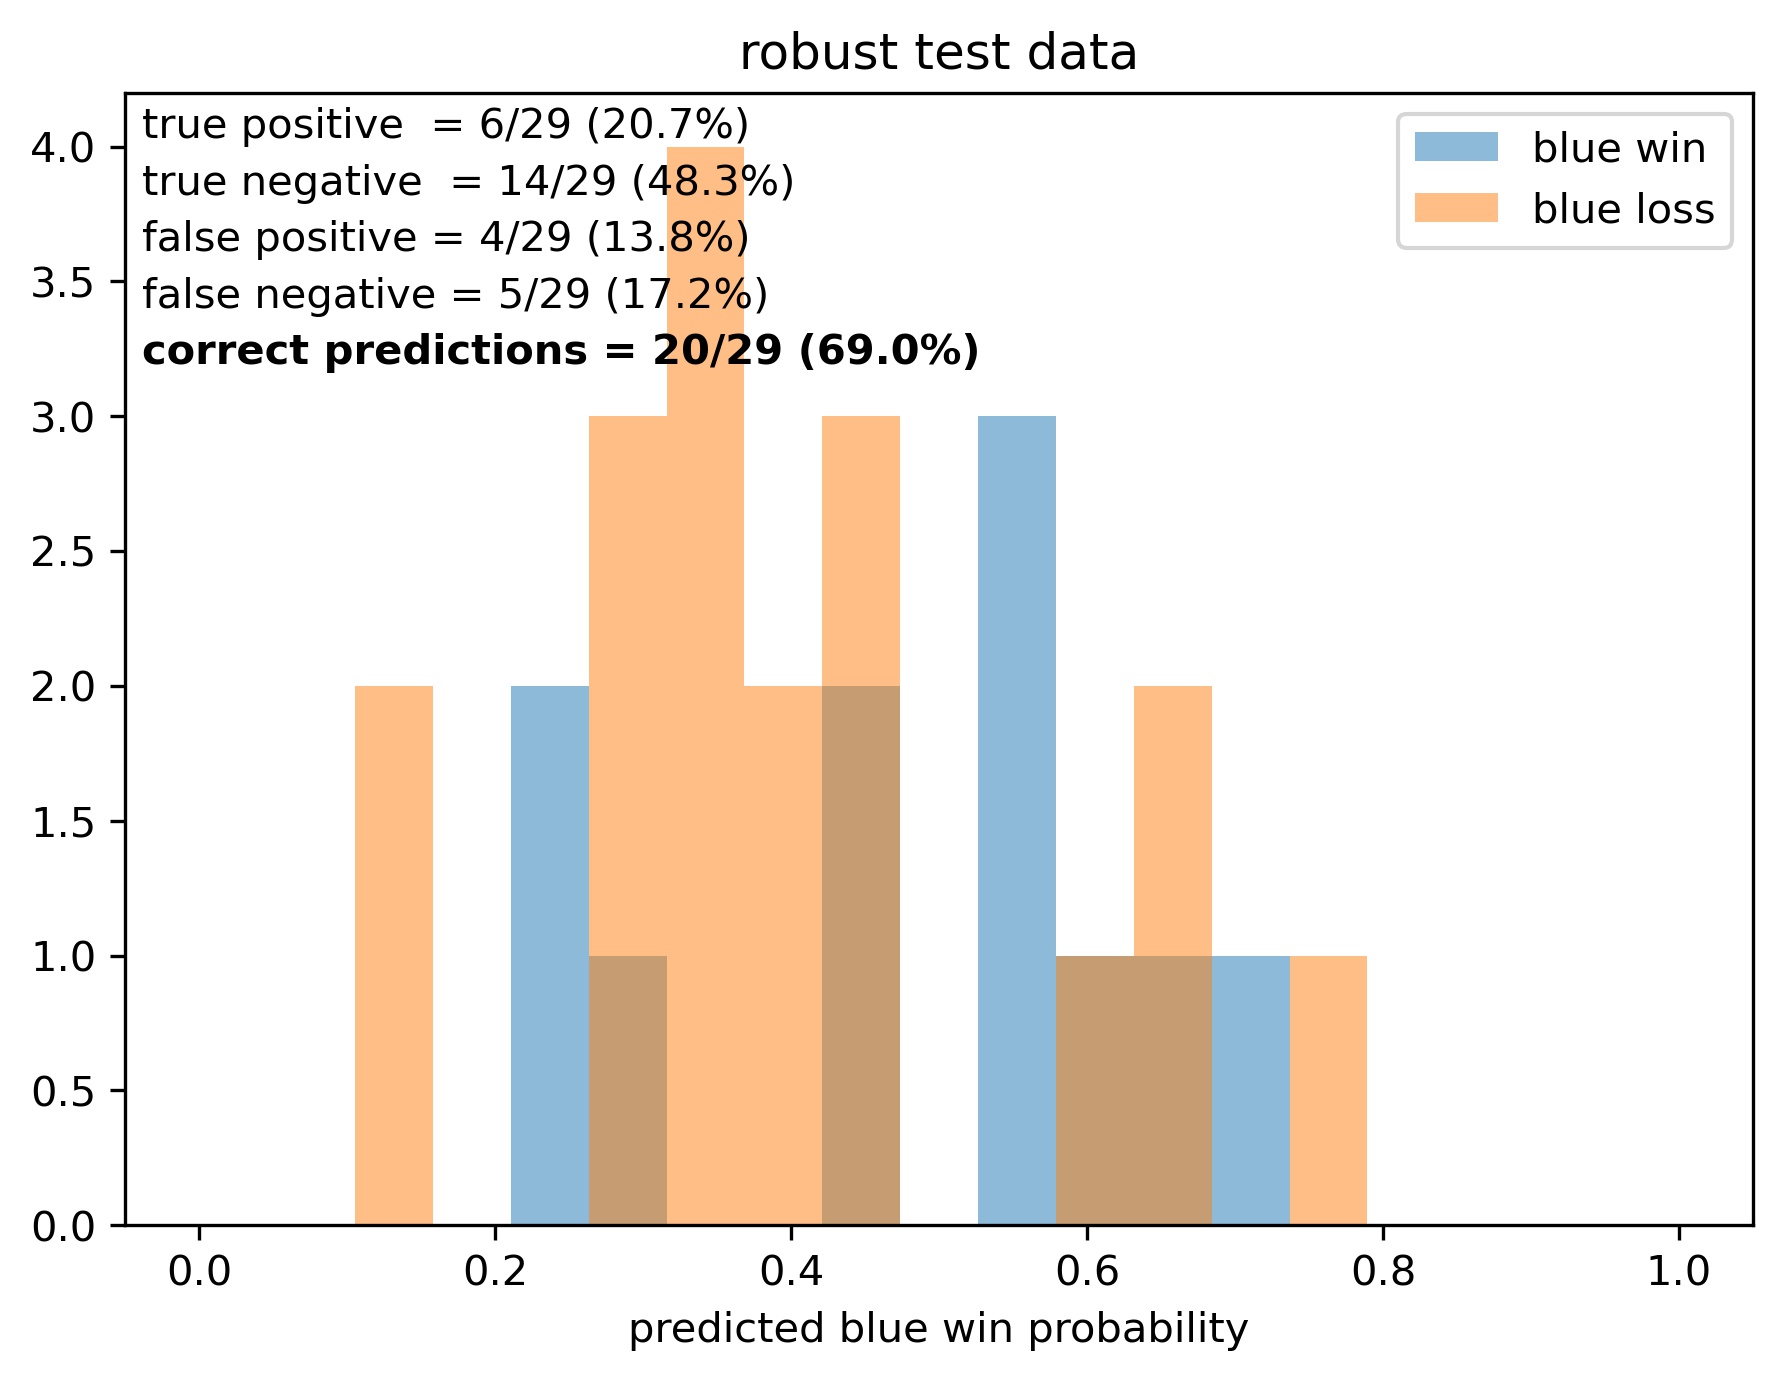 robust test data
true positive  = 6/29 (20.7%)
true negative  = 14/29 (48.3%)
false positive = 4/29 (13.8%)
false negative = 5/29 (17.2%)
correct predictions = 20/29 (69.0%)
blue win
blue loss
4.0
3.5
3.0
2.5
2.0
1.5
1.0
0.5
0.0
0.0 0.2 0.4 0.6 0.8 1.0
predicted blue win probability